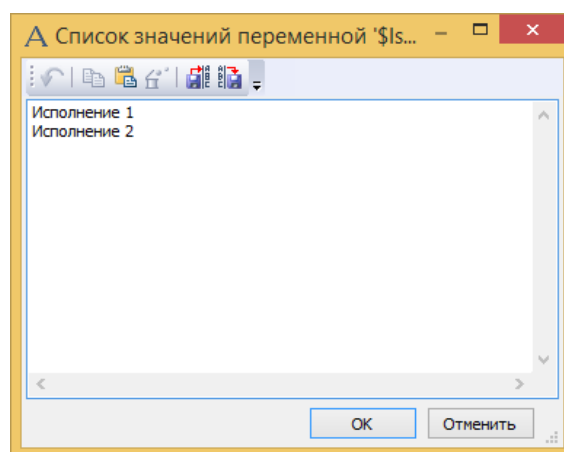 Список значений переменной '$Is...
Исполнение 1
Исполнение 2
OK
Отменить